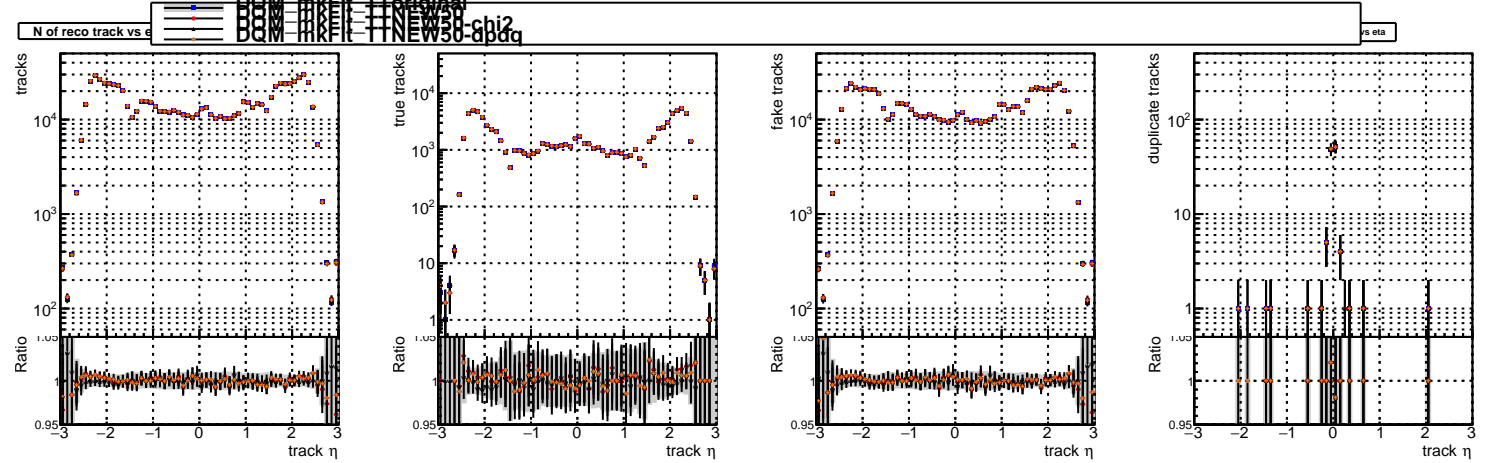 DQM_mkFit_TToriginal
DQM_mkFit_TTNEW50
DQM_mkFit_TTNEW50-chi2
DQM_mkFit_TTNEW50-dpdq
N of reco track vs e
vs eta
tracks
10⁴
10³
10²
Ratio
1.05
1
0.95
−3 −2 −1 0 1 2 3
track η
true tracks
10⁴
10³
10²
10
1
Ratio
1.05
1
0.95
−3 −2 −1 0 1 2 3
track η
fake tracks
10⁴
10³
10²
Ratio
1.05
1
0.95
−3 −2 −1 0 1 2 3
track η
duplicate tracks
10²
10
1
Ratio
1.05
1
0.95
−3 −2 −1 0 1 2 3
track η